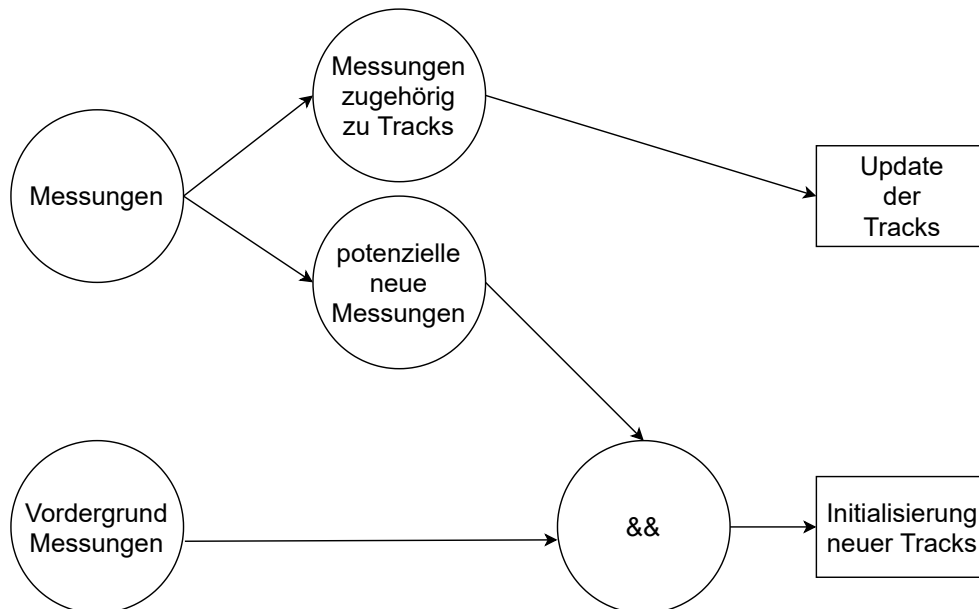 Messungen
zugehörig
zu Tracks
Messungen
Update
der
Tracks
potenzielle
neue
Messungen
Vordergrund
Messungen
&&
Initialisierung
neuer Tracks